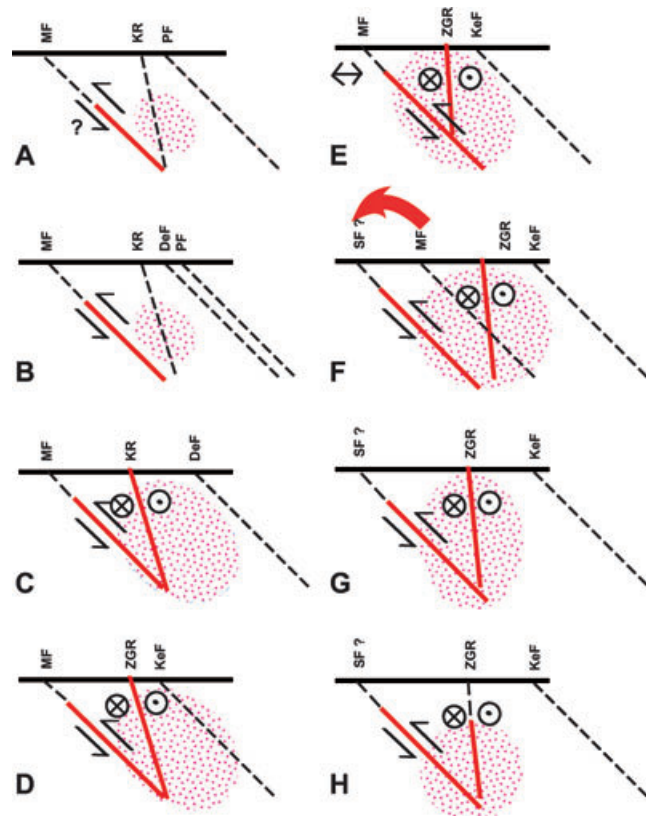 MF KR PF
?
A
MF KR DeF PF
B
MF KR DeF
C
MF ZGR KeF
D
MF ZGR KeF
E
SF ? MF ZGR KeF
F
SF ? ZGR KeF
G
SF ? ZGR KeF
H